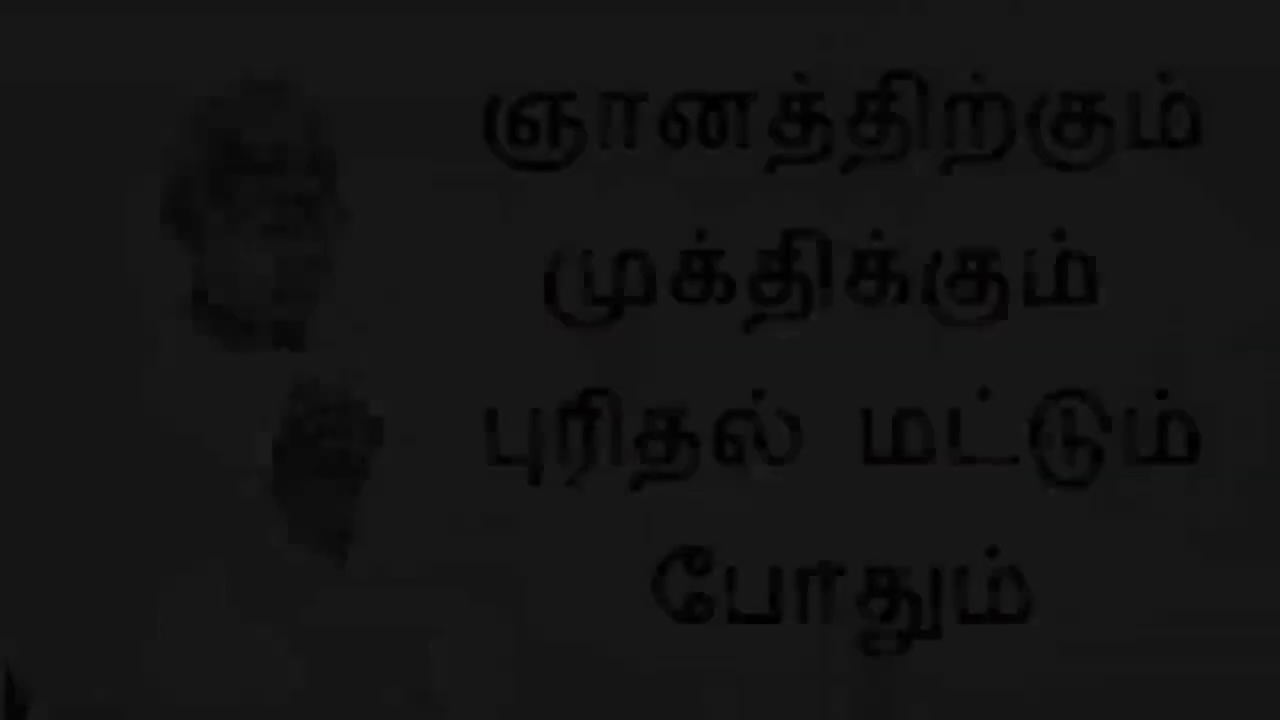 ஞானத்திற்கும்
முக்திக்கும்
புரிதல் மட்டும்
போதும்